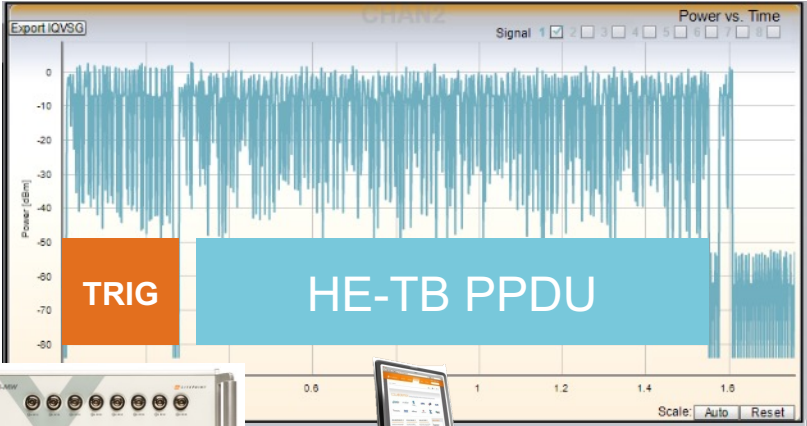 CHAN2
Power vs. Time
Export IQVSG
Signal 1 2 3 4 5 6 7 8
0
-10
-20
-30
-40
-50
-60
-70
-80
Power [dBm]
TRIG
HE-TB PPDU
0.6
1
1.2
1.4
1.6
Scale: Auto Reset